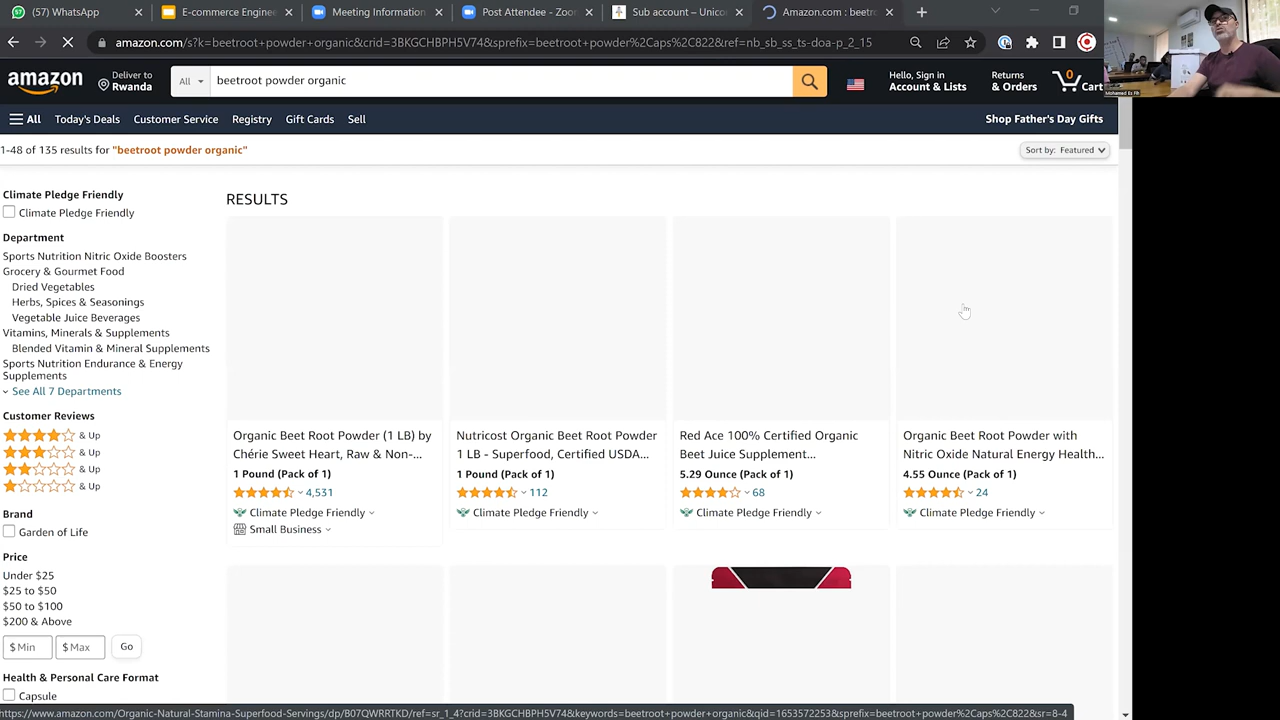 (57) WhatsApp
E-commerce Engine
Meeting Information
Post Attendee - Zoo
Sub account – Unico
Amazon.com : beetro
amazon.com/s?k=beetroot+powder+organic&crid=3BKGCHBPH5V74&sprefix=beetroot+powder%2Caps%2C822&ref=nb_sb_ss_ts-doa-p_2_15
amazon
Deliver to
Rwanda
All
beetroot powder organic
Hello, Sign in
Account & Lists
Returns
& Orders
0
Cart
Mohamed Es Fih
All
Today's Deals
Customer Service
Registry
Gift Cards
Sell
Shop Father's Day Gifts
1-48 of 135 results for "beetroot powder organic"
Sort by: Featured
Climate Pledge Friendly
Climate Pledge Friendly
Department
Sports Nutrition Nitric Oxide Boosters
Grocery & Gourmet Food
Dried Vegetables
Herbs, Spices & Seasonings
Vegetable Juice Beverages
Vitamins, Minerals & Supplements
Blended Vitamin & Mineral Supplements
Sports Nutrition Endurance & Energy
Supplements
See All 7 Departments
Customer Reviews
& Up
& Up
& Up
& Up
Brand
Garden of Life
Price
Under $25
$25 to $50
$50 to $100
$200 & Above
$ Min
$ Max
Go
Health & Personal Care Format
Capsule
RESULTS
Organic Beet Root Powder (1 LB) by
Chérie Sweet Heart, Raw & Non-...
1 Pound (Pack of 1)
4,531
Climate Pledge Friendly
Small Business
Nutricost Organic Beet Root Powder
1 LB - Superfood, Certified USDA...
1 Pound (Pack of 1)
112
Climate Pledge Friendly
Red Ace 100% Certified Organic
Beet Juice Supplement...
5.29 Ounce (Pack of 1)
68
Climate Pledge Friendly
Organic Beet Root Powder with
Nitric Oxide Natural Energy Health...
4.55 Ounce (Pack of 1)
24
Climate Pledge Friendly
https://www.amazon.com/Organic-Natural-Stamina-Superfood-Servings/dp/B07QWRRTKD/ref=sr_1_4?crid=3BKGCHBPH5V74&keywords=beetroot+powder+organic&qid=1653572253&sprefix=beetroot+powder%2Caps%2C822&sr=8-4